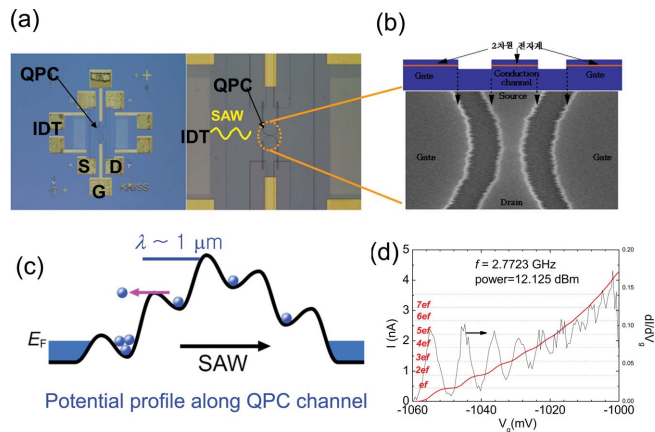 (a)
QPC
IDT
S
D
G
KRISS
QPC
SAW
IDT
(b)
2차원 전자계
Gate
Conduction channel
Gate
Source
Gate
Gate
Drain
(c)
λ ~ 1 μm
E_F
SAW
Potential profile along QPC channel
(d)
f = 2.7723 GHz
power=12.125 dBm
I (nA)
5
4
3
2
1
0
7ef
6ef
5ef
4ef
3ef
2ef
ef
0.20
0.15
0.10
0.05
0.00
dI/dV_g
-1060
-1040
-1020
-1000
V_g(mV)